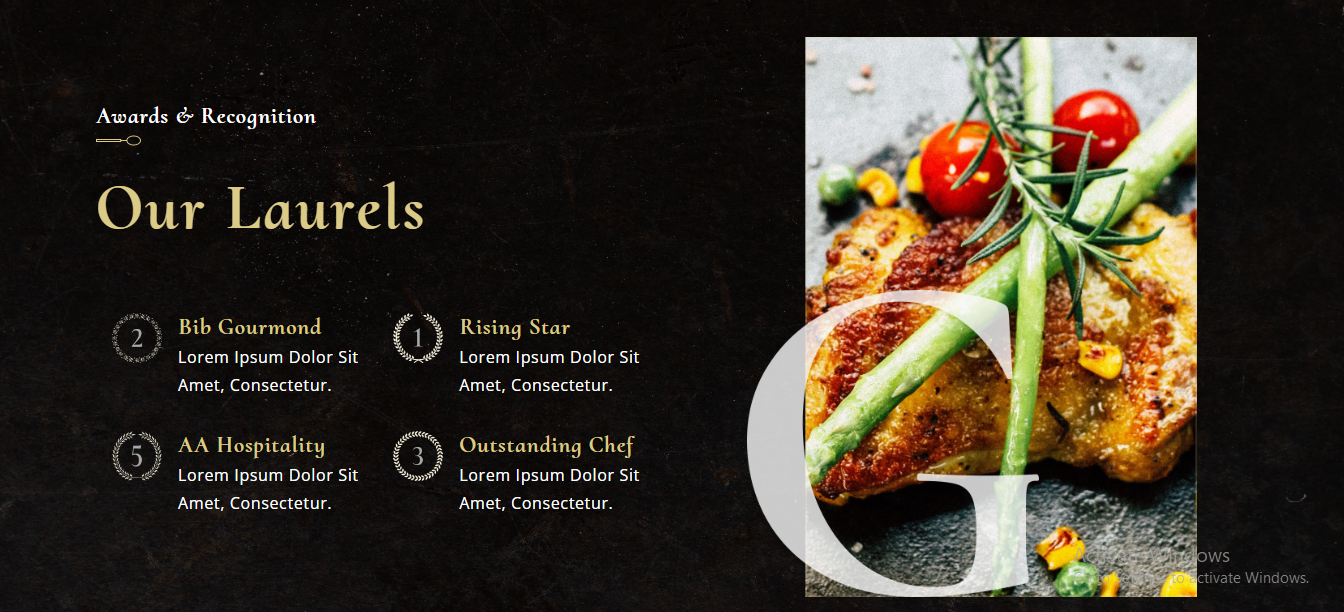 Awards & Recognition
Our Laurels
2
Bib Gourmond
Lorem Ipsum Dolor Sit
Amet, Consectetur.
1
Rising Star
Lorem Ipsum Dolor Sit
Amet, Consectetur.
5
AA Hospitality
Lorem Ipsum Dolor Sit
Amet, Consectetur.
3
Outstanding Chef
Lorem Ipsum Dolor Sit
Amet, Consectetur.
G
Activate Windows
to activate Windows.